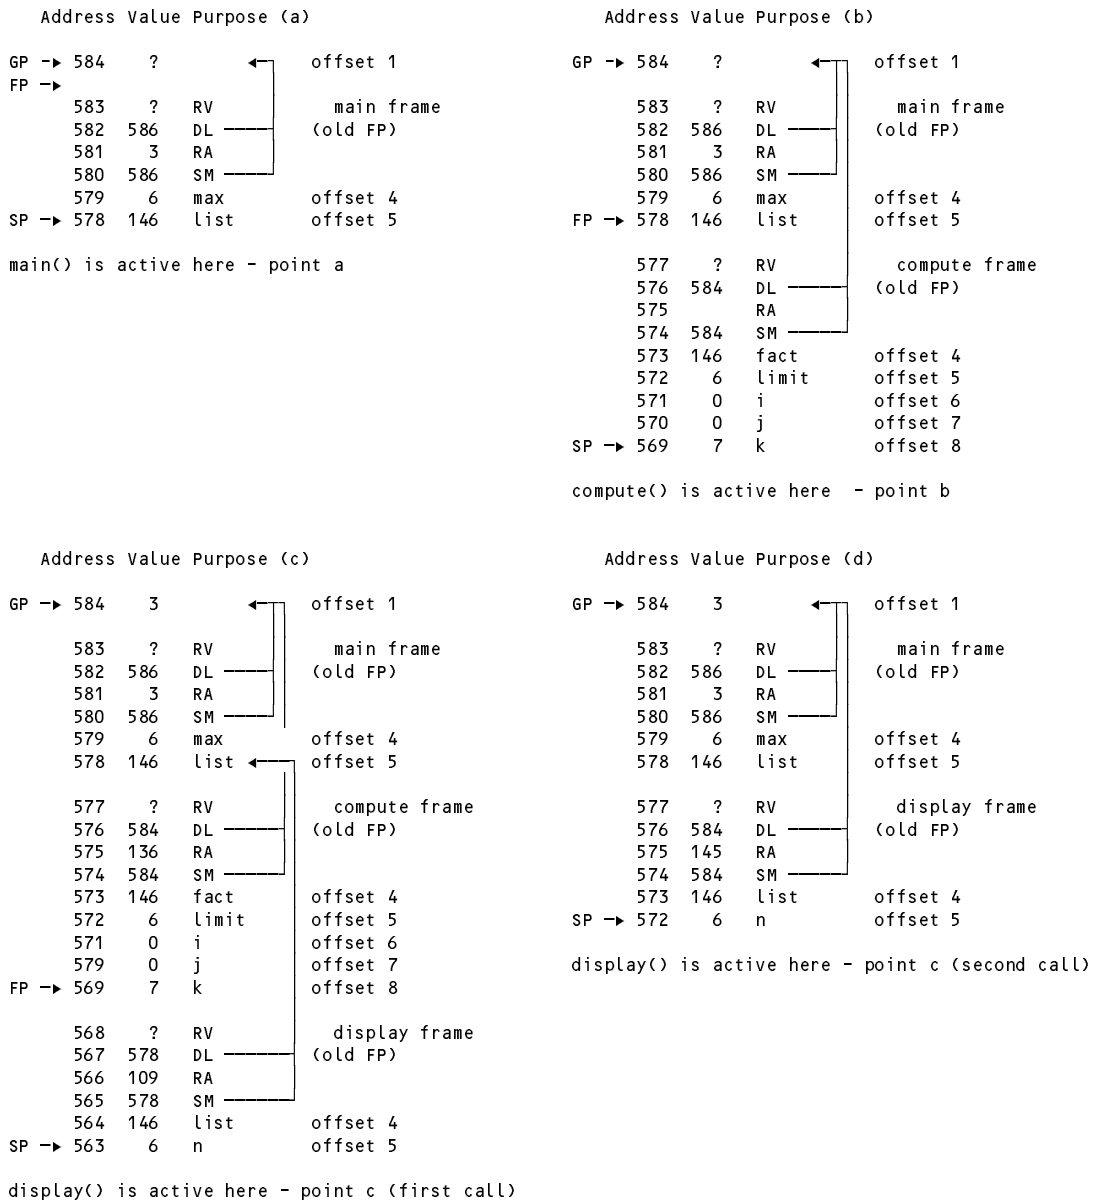 Address Value Purpose (a)
GP → 584 ? offset 1
FP →
583 ? RV main frame
582 586 DL (old FP)
581 3 RA
580 586 SM
579 6 max offset 4
SP → 578 146 list offset 5
main() is active here - point a
Address Value Purpose (b)
GP → 584 ? offset 1
583 ? RV main frame
582 586 DL (old FP)
581 3 RA
580 586 SM
579 6 max offset 4
FP → 578 146 list offset 5
577 ? RV compute frame
576 584 DL (old FP)
575 RA
574 584 SM
573 146 fact offset 4
572 6 limit offset 5
571 0 i offset 6
570 0 j offset 7
SP → 569 7 k offset 8
compute() is active here - point b
Address Value Purpose (c)
GP → 584 3 offset 1
583 ? RV main frame
582 586 DL (old FP)
581 3 RA
580 586 SM
579 6 max offset 4
578 146 list offset 5
577 ? RV compute frame
576 584 DL (old FP)
575 136 RA
574 584 SM
573 146 fact offset 4
572 6 limit offset 5
571 0 i offset 6
579 0 j offset 7
FP → 569 7 k offset 8
568 ? RV display frame
567 578 DL (old FP)
566 109 RA
565 578 SM
564 146 list offset 4
SP → 563 6 n offset 5
display() is active here - point c (first call)
Address Value Purpose (d)
GP → 584 3 offset 1
583 ? RV main frame
582 586 DL (old FP)
581 3 RA
580 586 SM
579 6 max offset 4
578 146 list offset 5
577 ? RV display frame
576 584 DL (old FP)
575 145 RA
574 584 SM
573 146 list offset 4
SP → 572 6 n offset 5
display() is active here - point c (second call)